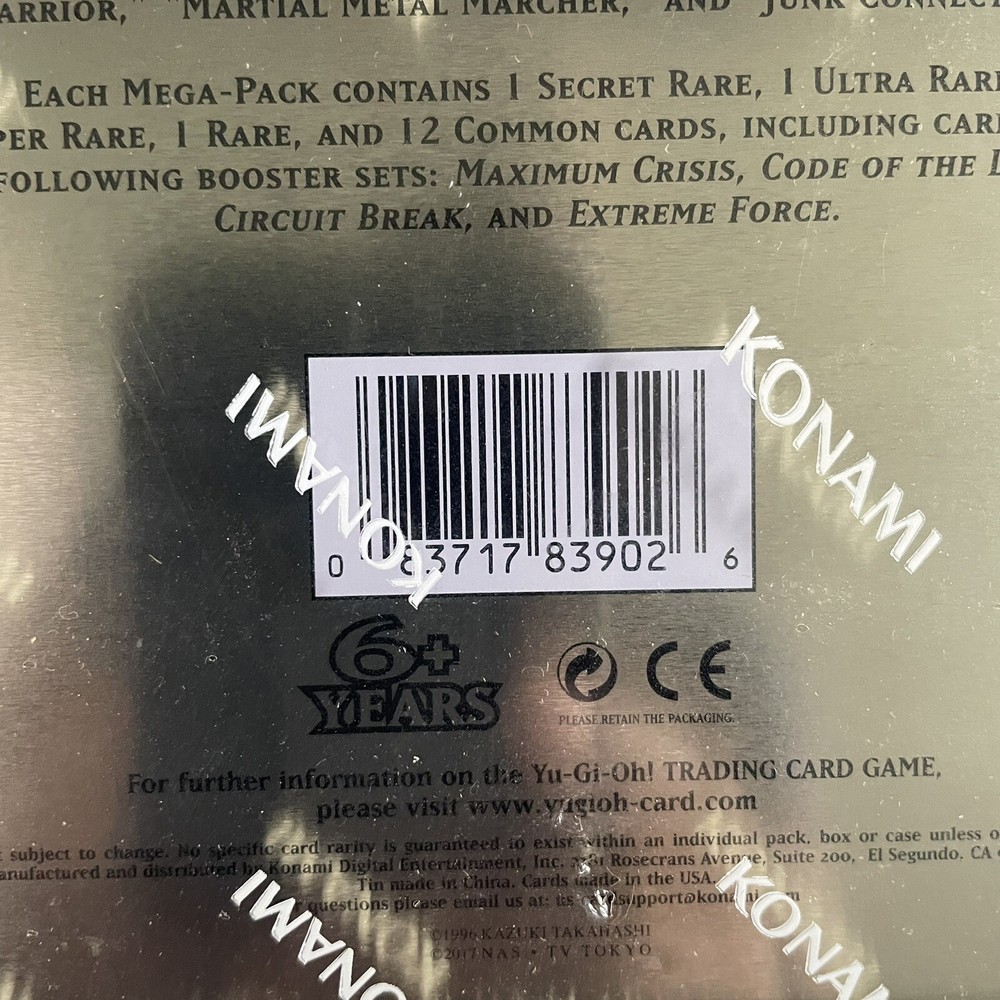 ARRIOR," "MARTIAL METAL MARCHER," AND "JUNK CONNECT
EACH MEGA-PACK CONTAINS 1 SECRET RARE, 1 ULTRA RARE
PER RARE, 1 RARE, AND 12 COMMON CARDS, INCLUDING CAR
FOLLOWING BOOSTER SETS: MAXIMUM CRISIS, CODE OF THE D
CIRCUIT BREAK, AND EXTREME FORCE.
KONAMI
KONAMI
0 83717 83902 6
6+
YEARS
CE
PLEASE RETAIN THE PACKAGING.
For further information on the Yu-Gi-Oh! TRADING CARD GAME,
please visit www.yugioh-card.com
t subject to change. No specific card rarity is guaranteed to exist within an individual pack, box or case unless o
anufactured and distributed by Konami Digital Entertainment, Inc. 2381 Rosecrans Avenue, Suite 200, El Segundo. CA
Tin made in China. Cards made in the USA.
r questions please email us at:
©1996 KAZUKI TAKAHASHI
©2017 NAS • TV TOKYO
KONAMI
KONAMI